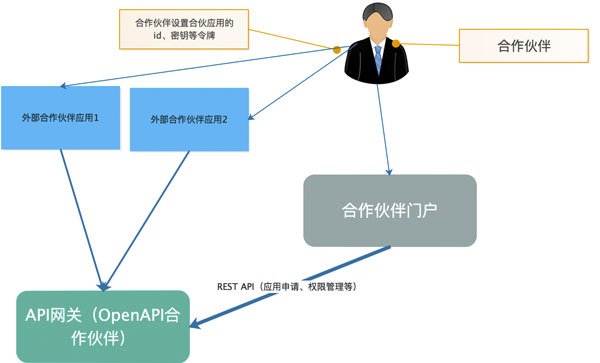 合作伙伴设置合伙应用的
id、密钥等令牌
合作伙伴
外部合作伙伴应用1
外部合作伙伴应用2
合作伙伴门户
REST API（应用申请、权限管理等）
API网关（OpenAPI合
作伙伴）